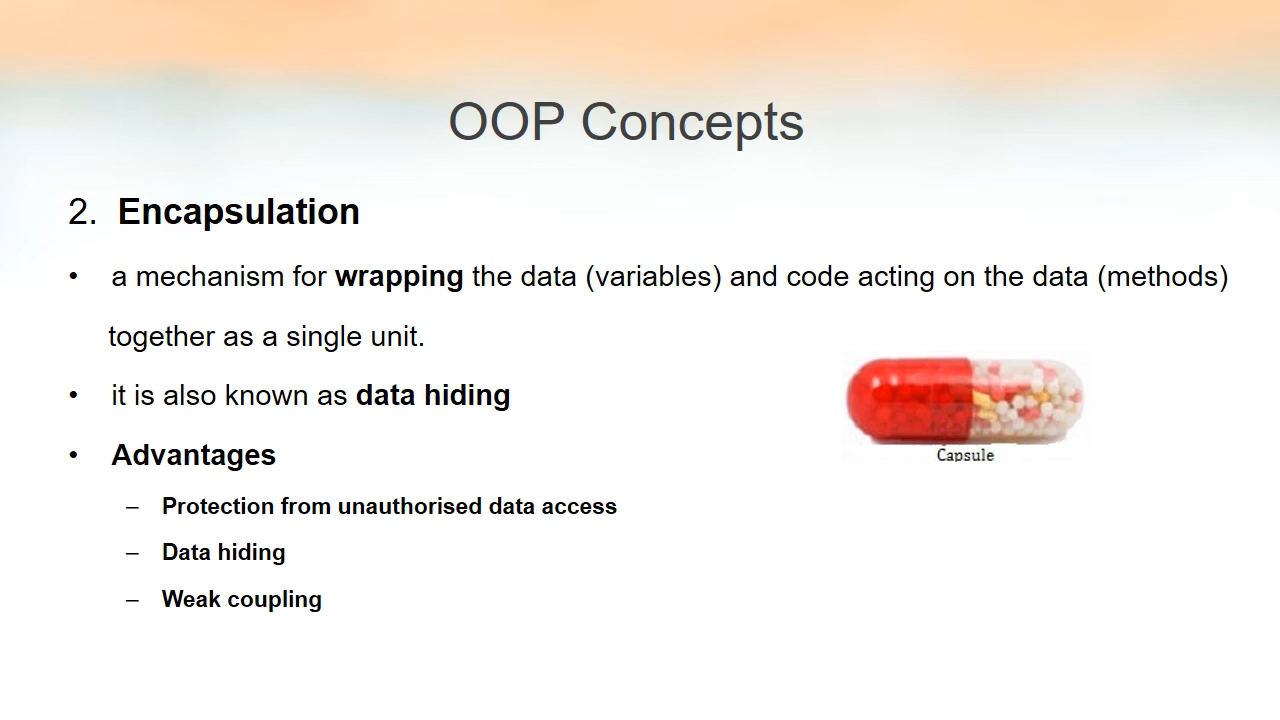 OOP Concepts
2. Encapsulation
• a mechanism for wrapping the data (variables) and code acting on the data (methods)
together as a single unit.
• it is also known as data hiding
• Advantages
– Protection from unauthorised data access
– Data hiding
– Weak coupling
Capsule